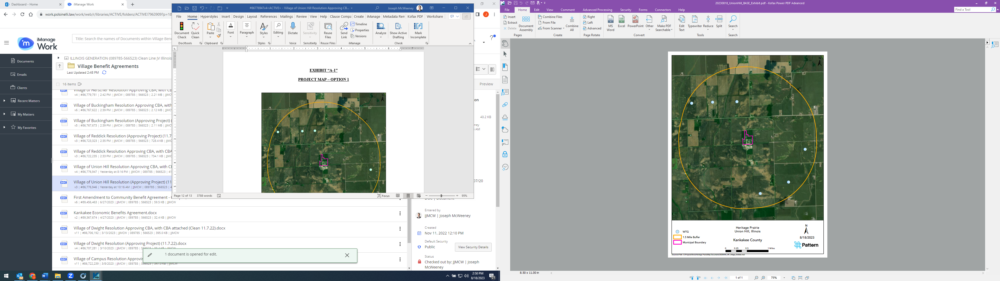 Dashboard - Home
iManage Work
work.polsinelli.law/work/web/r/libraries/ACTIVE/folders/ACTIVE!7963909?p=18
iManage
Work
Title: Search the names of Documents within Village Bene
Documents
Emails
Clients
Recent Matters
My Matters
My Favorites
ILLINOIS GENERATION (089785-566523) Clean Line JV Illinois
Village Benefit Agreements
Last Updated 2:48 PM
16 items
Village of Herscher Resolution Approving CBA, with CB
v4 | #86,779,751 | 2:42 PM | JJMCW | 089785 | 566523 | 2.21 MB | JJMC
Village of Buckingham Resolution Approving CBA, with
v6 | #86,767,622 | 2:39 PM | JJMCW | 089785 | 566523 | 2.12 MB | JJMC
Village of Buckingham Resolution (Approving Project) (
v5 | #86,767,673 | 2:39 PM | JJMCW | 089785 | 566523 | 2.11 MB | JJMC
Village of Reddick Resolution (Approving Project) (11.7
v3 | #86,723,323 | 2:35 PM | JJMCW | 089785 | 566523 | 728.4 KB | JJMC
Village of Reddick Resolution Approving CBA, with CBA
v3 | #86,722,235 | 2:33 PM | JJMCW | 089785 | 566523 | 734.1 KB | JJMC
Village of Union Hill Resolution Approving CBA, with CB
v4 | #86,776,947 | Yesterday at 8:16 PM | JJMCW | 089785 | 566523 | 41
Village of Union Hill Resolution (Approving Project) (11
v3 | #86,776,946 | Yesterday at 10:16 AM | JJMCW | 089785 | 566523 | 4
First Amendment to Community Benefit Agreement -
v6 | #89,456,463 | 6/27/2023 | JJMCW | 089785 | 566523 | 59.5 KB | JJMCW
Kankakee Economic Benefits Agreement.docx
v2 | #89,367,674 | 4/27/2023 | JJMCW | 089785 | 566523 | 32.4 KB | JJMCW
Village of Dwight Resolution Approving CBA, with CBA attached (Clean 11.7.22).docx
v11 | #86,706,192 | 3/13/2023 | JJMCW | 089785 | 566523 | 395.0 KB | JJMCW
Village of Dwight Resolution (Approving Project) (11.7.22).docx
v4 | #86,707,281 | 3/10/2023 | JJMCW | 089785 | 566523 | 33.4 KB | JJMCW
Village of Campus Resolution Approvin
v11 | #86,722,239 | 3/8/2023 | JJMCW | 089785 | 566523 | 347.0 KB | JJMCW
1 document is opened for edit.
Preview
on
40.2 KB
ney
AM
07/20
DOC | Document
Entered by
JJMCW | Joseph McWeeney
Created
Nov 11, 2022 12:10 PM
Default Security
Public
View Security Details
Status
Checked out by: JJMCW | Joseph
McWeeney
#86776947v4<ACTIVE> - Village of Union Hill Resolution Approving CB...
Joseph McWeeney
File Home Hyperstyles Insert Design Layout References Mailings Review View Help Clause Compa Create iManage Metadata Rem Kofax PDF Workshare
Document Check
Quick Clean
Paste
Font
Paragraph
Styles
Editing
Dictate
Sensitivity
Reuse Files
Send Link
Timeline
Properties
Versions
Analyze
Show Active Drafting
Mark Incomplete
DocXtools Clipboard Styles Voice Sensitivity Reuse Files iManage Check
EXHIBIT “A-1”
PROJECT MAP – OPTION 1
N
Page 12 of 13 3788 words
Focus
95%
2:50 PM
8/18/2023
21
20230818_UnionHill_BASE_Exhibit.pdf - Kofax Power PDF Advanced
File Home Edit View Comment Advanced Processing Security Forms Connectors Help
Find a Tool
Insert
Extract
Delete
Document Assembly
Combine Files
From File
From Scanner
Combine All
Right
Left
Advanced
MS Word
Excel
PowerPoint
Other
Make PDF Searchable
Edit Text
Typewriter
Reduce
Split
Search
Pages Create Page Rotate Convert Tools Search
N
WTG
1.5 Mile Buffer
Municipal Boundary
Heritage Prairie
Union Hill, Illinois
Kankakee County
0 0.25 0.5 1 Miles
N
8/18/2023
Pattern
8.50 x 11.00 in
1 of 1
75%